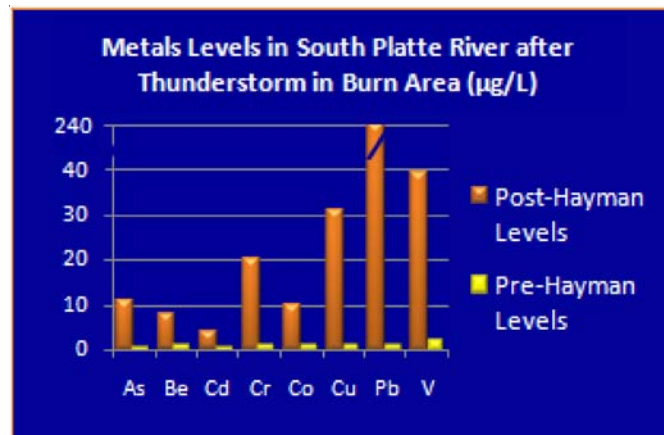 Metals Levels in South Platte River after
Thunderstorm in Burn Area (µg/L)
240
40
30
20
10
0
As Be Cd Cr Co Cu Pb V
Post-Hayman
Levels
Pre-Hayman
Levels